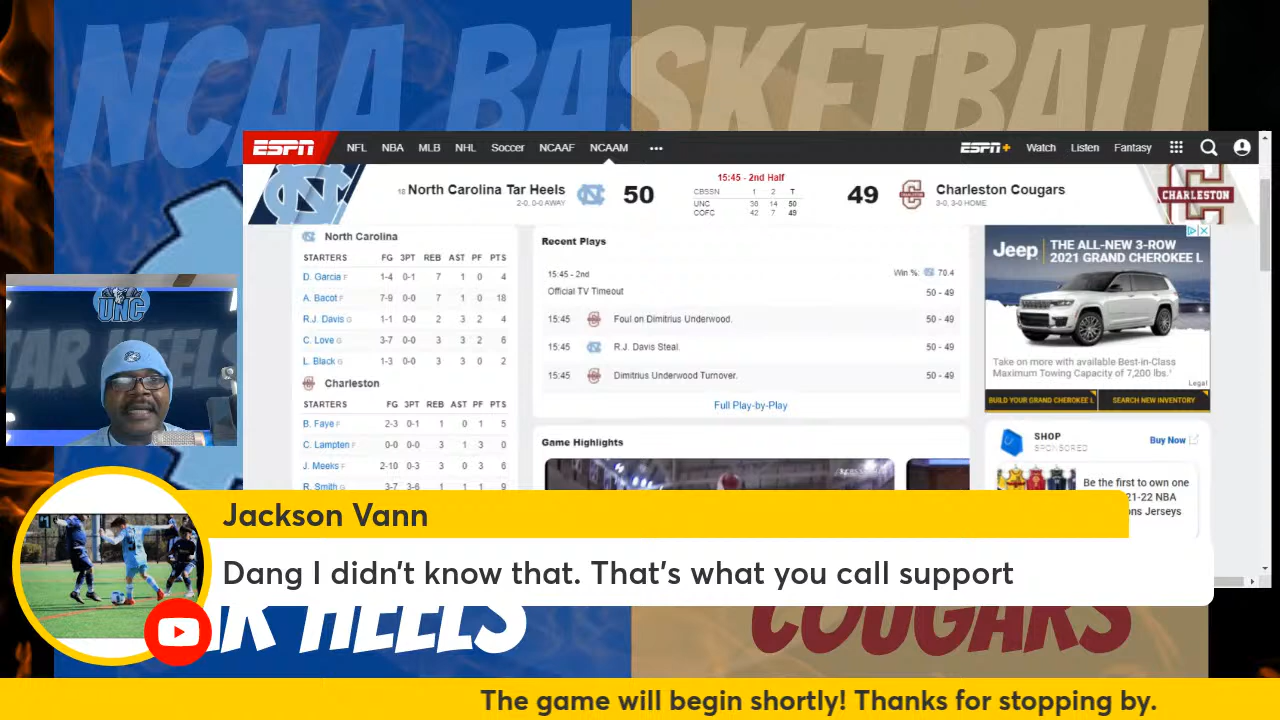 NCAA BASKETBALL
ESPN NFL NBA MLB NHL Soccer NCAAF NCAAM ••• ESPN+ Watch Listen Fantasy
18 North Carolina Tar Heels 50
2-0, 0-0 AWAY
15:45 - 2nd Half
CBSSN 1 2 T
UNC 36 14 50
COFC 42 7 49
49 Charleston Cougars
3-0, 3-0 HOME
CHARLESTON
North Carolina
STARTERS FG 3PT REB AST PF PTS
D. Garcia F 1-4 0-1 7 1 0 4
A. Bacot F 7-9 0-0 7 1 0 18
R.J. Davis G 1-1 0-0 2 3 2 4
C. Love G 3-7 0-0 3 3 2 6
L. Black G 1-3 0-0 3 3 0 2
Charleston
STARTERS FG 3PT REB AST PF PTS
B. Faye F 2-3 0-1 1 0 1 5
C. Lampten F 0-0 0-0 3 1 3 0
J. Meeks F 2-10 0-3 3 3 3 6
R. Smith G 3-7 3-6 1 1 1 9
Recent Plays
15:45 - 2nd Win %: 70.4
Official TV Timeout 50 - 49
15:45 Foul on Dimitrius Underwood. 50 - 49
15:45 R.J. Davis Steal. 50 - 49
15:45 Dimitrius Underwood Turnover. 50 - 49
Full Play-by-Play
Game Highlights
Jeep THE ALL-NEW 3-ROW
2021 GRAND CHEROKEE L
Take on more with available Best-in-Class
Maximum Towing Capacity of 7,200 lbs.¹
Legal
BUILD YOUR GRAND CHEROKEE L SEARCH NEW INVENTORY
SHOP
SPONSORED
Buy Now
Be the first to own one
21-22 NBA
ons Jerseys
UNC
TAR HEELS
Jackson Vann
Dang I didn't know that. That's what you call support
AR HEELS
COUGARS
The game will begin shortly! Thanks for stopping by.